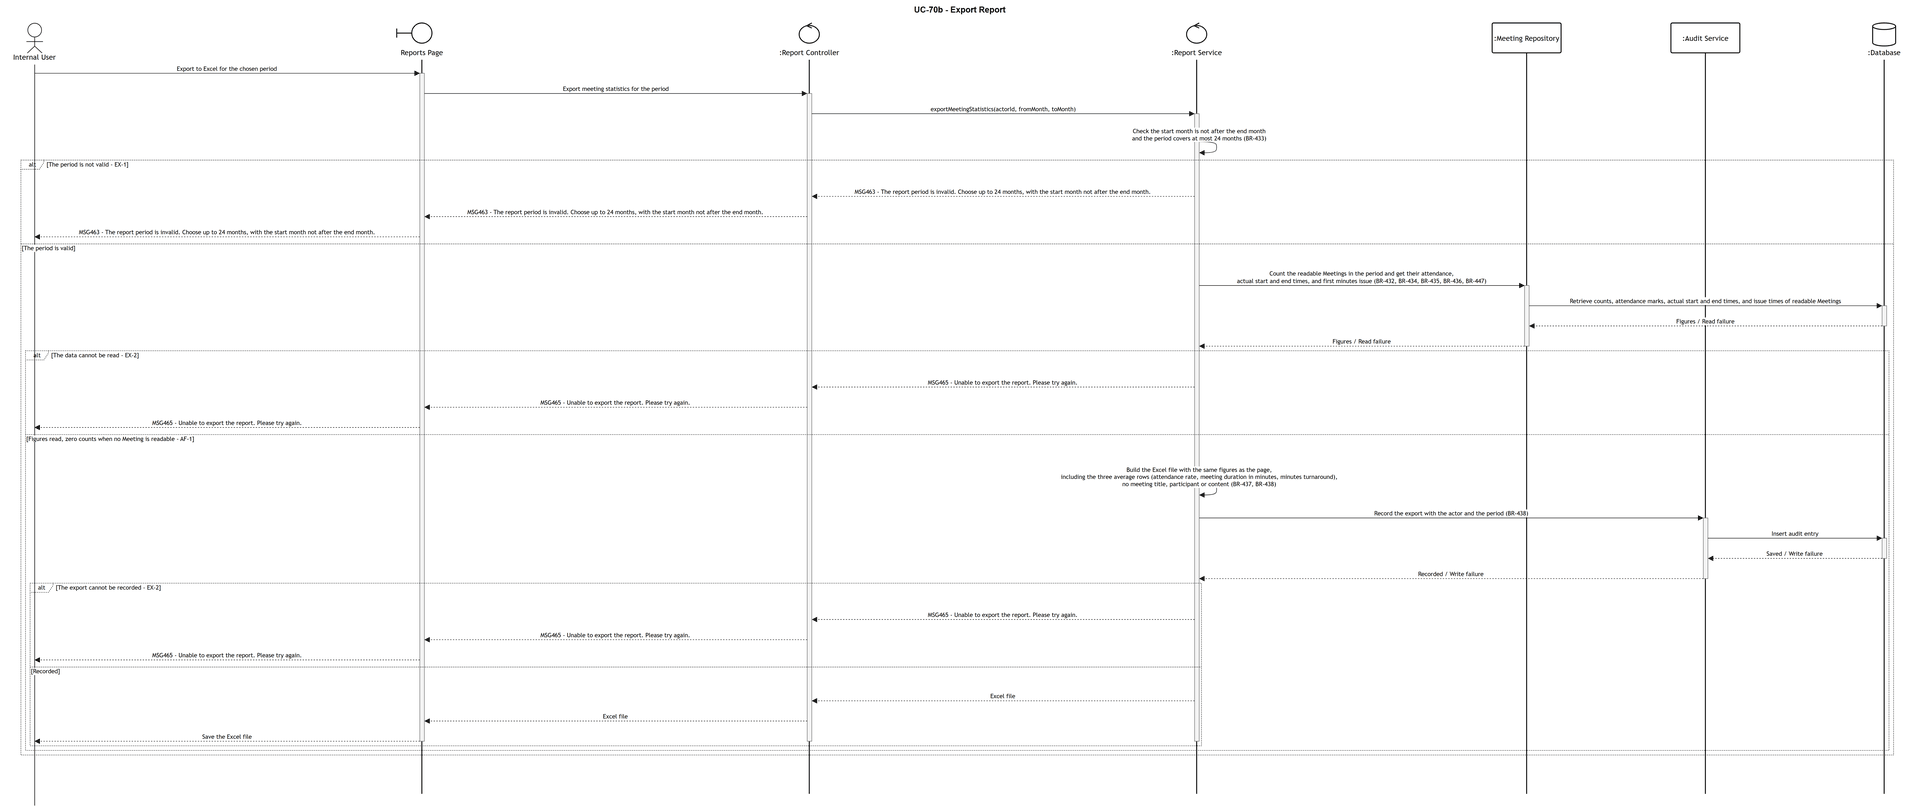 UC-70b - Export Report
Internal User
Reports Page
:Report Controller
:Report Service
:Meeting Repository
:Audit Service
:Database
Export to Excel for the chosen period
Export meeting statistics for the period
exportMeetingStatistics(actorId, fromMonth, toMonth)
Check the start month is not after the end month
and the period covers at most 24 months (BR-433)
alt
[The period is not valid - EX-1]
MSG463 - The report period is invalid. Choose up to 24 months, with the start month not after the end month.
MSG463 - The report period is invalid. Choose up to 24 months, with the start month not after the end month.
MSG463 - The report period is invalid. Choose up to 24 months, with the start month not after the end month.
[The period is valid]
Count the readable Meetings in the period and get their attendance,
actual start and end times, and first minutes issue (BR-432, BR-434, BR-435, BR-436, BR-447)
Retrieve counts, attendance marks, actual start and end times, and issue times of readable Meetings
Figures / Read failure
Figures / Read failure
alt
[The data cannot be read - EX-2]
MSG465 - Unable to export the report. Please try again.
MSG465 - Unable to export the report. Please try again.
MSG465 - Unable to export the report. Please try again.
[Figures read, zero counts when no Meeting is readable - AF-1]
Build the Excel file with the same figures as the page,
including the three average rows (attendance rate, meeting duration in minutes, minutes turnaround),
no meeting title, participant or content (BR-437, BR-438)
Record the export with the actor and the period (BR-438)
Insert audit entry
Saved / Write failure
Recorded / Write failure
alt
[The export cannot be recorded - EX-2]
MSG465 - Unable to export the report. Please try again.
MSG465 - Unable to export the report. Please try again.
MSG465 - Unable to export the report. Please try again.
[Recorded]
Excel file
Excel file
Save the Excel file